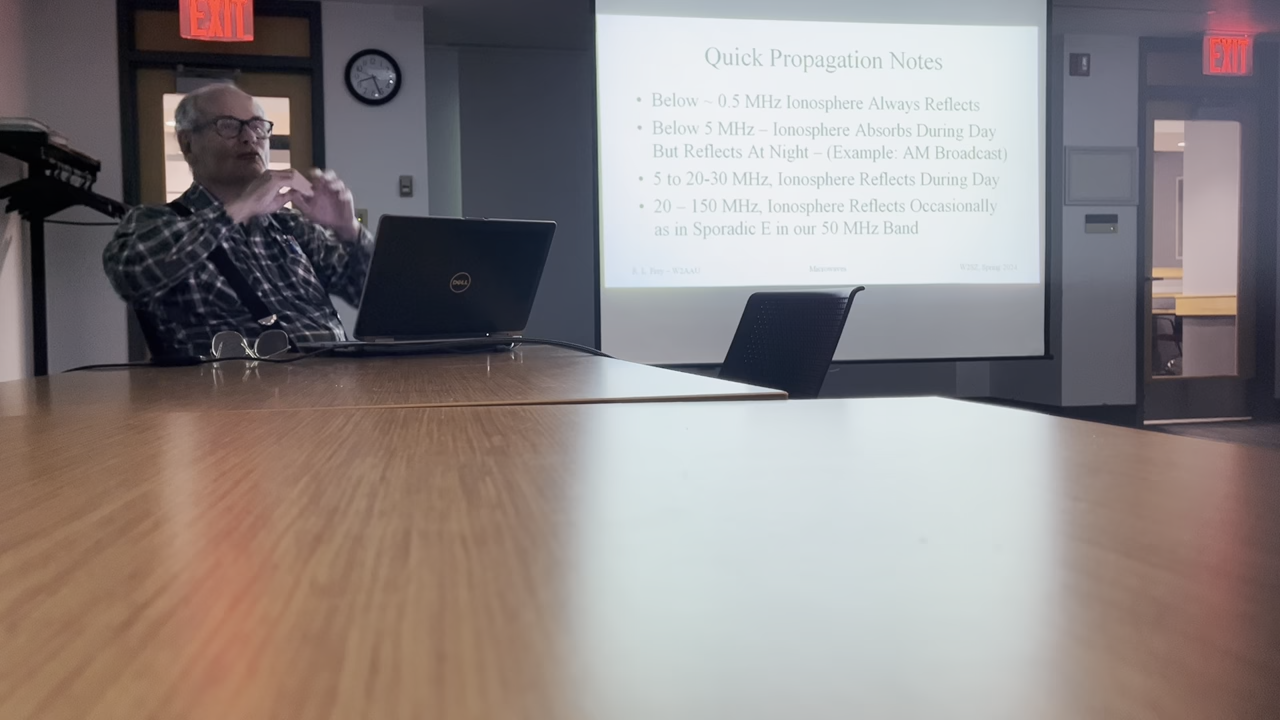 EXIT
EXIT
Quick Propagation Notes
• Below ~ 0.5 MHz Ionosphere Always Reflects
• Below 5 MHz – Ionosphere Absorbs During Day
But Reflects At Night – (Example: AM Broadcast)
• 5 to 20-30 MHz, Ionosphere Reflects During Day
• 20 – 150 MHz, Ionosphere Reflects Occasionally
as in Sporadic E in our 50 MHz Band
Microwaves
Spring
DELL